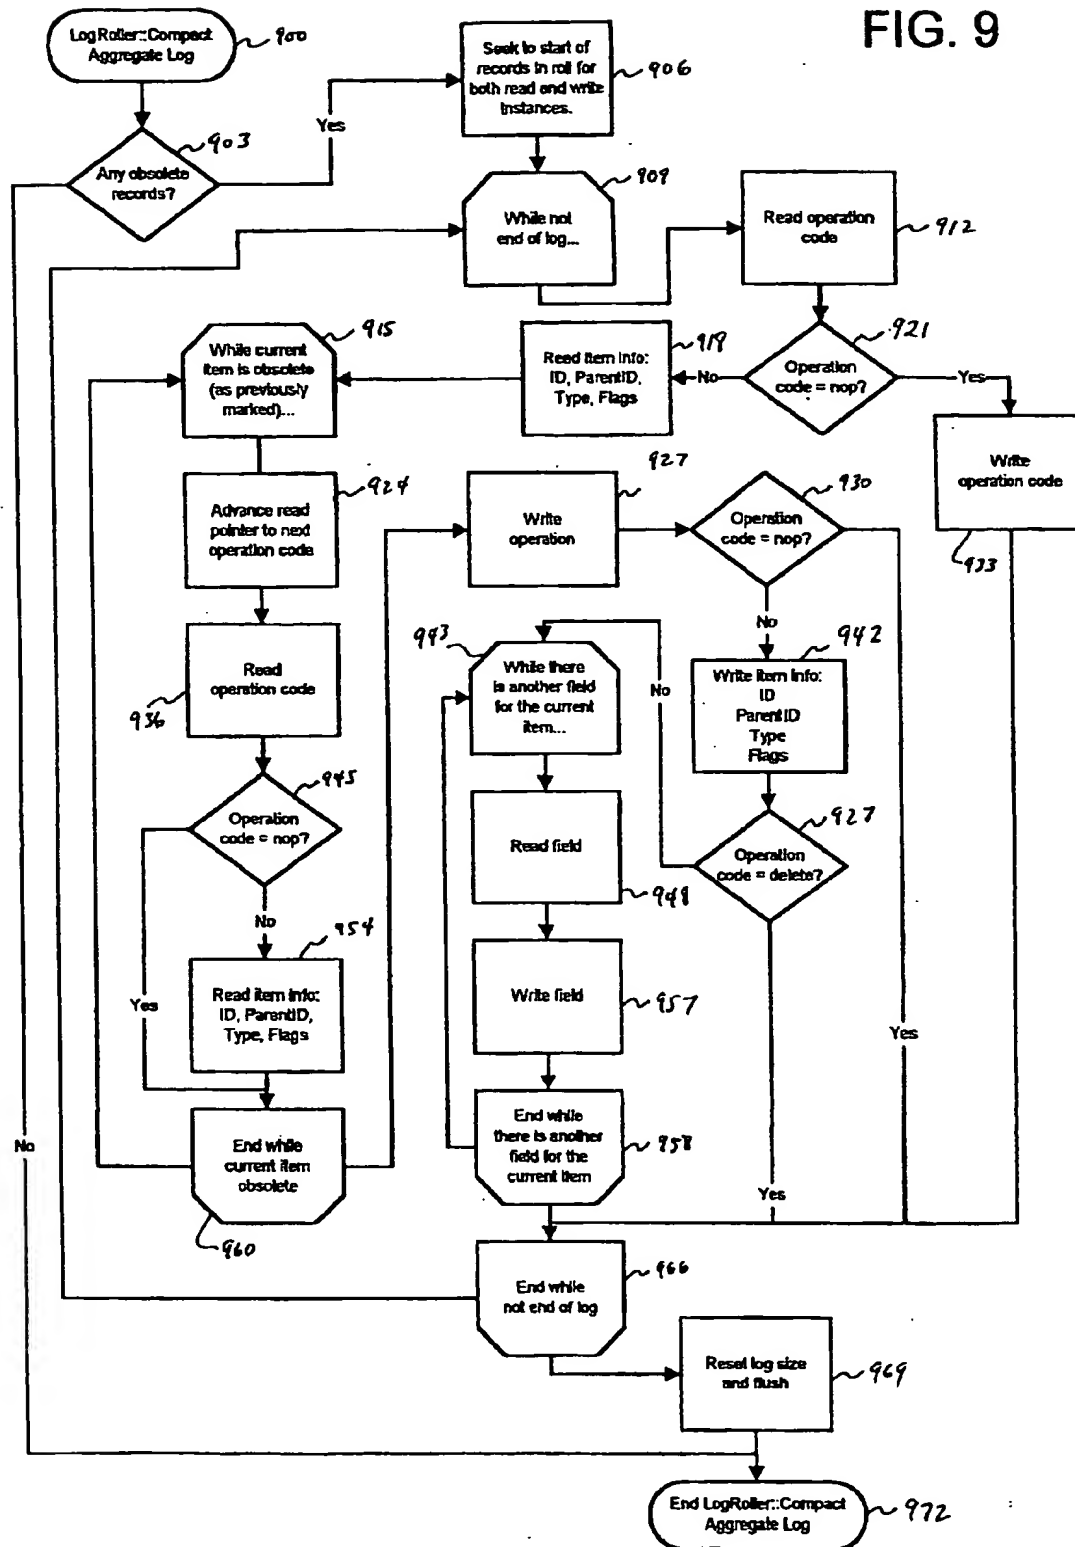 FIG. 9
LogRoller::Compact
Aggregate Log
900
Seek to start of
records in roll for
both read and write
instances.
906
Yes
903
Any obsolete
records?
909
While not
end of log...
Read operation
code
912
915
While current
item is obsolete
(as previously
marked)...
919
Read item info:
ID, ParentID,
Type, Flags
No
921
Operation
code = nop?
Yes
Write
operation code
933
924
Advance read
pointer to next
operation code
927
Write
operation
930
Operation
code = nop?
No
Read
operation code
936
943
While there
is another field
for the current
item...
No
942
Write item info:
ID
ParentID
Type
Flags
945
Operation
code = nop?
Read field
948
927
Operation
code = delete?
No
954
Read item info:
ID, ParentID,
Type, Flags
Yes
Write field
957
Yes
End while
current item
obsolete
960
End while
there is another
field for the
current item
958
No
Yes
End while
not end of log
966
Reset log size
and flush
969
End LogRoller::Compact
Aggregate Log
972